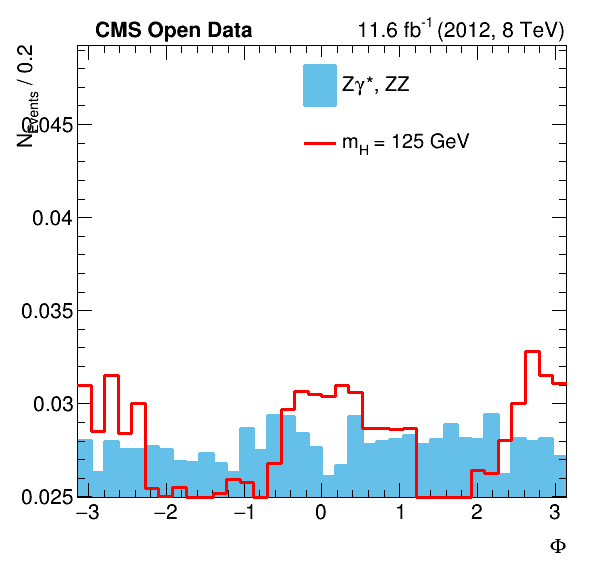 CMS Open Data 11.6 fb-1 (2012, 8 TeV)
NEvents / 0.2
Zγ*, ZZ
mH = 125 GeV
0.045
0.04
0.035
0.03
0.025
−3 −2 −1 0 1 2 3
Φ